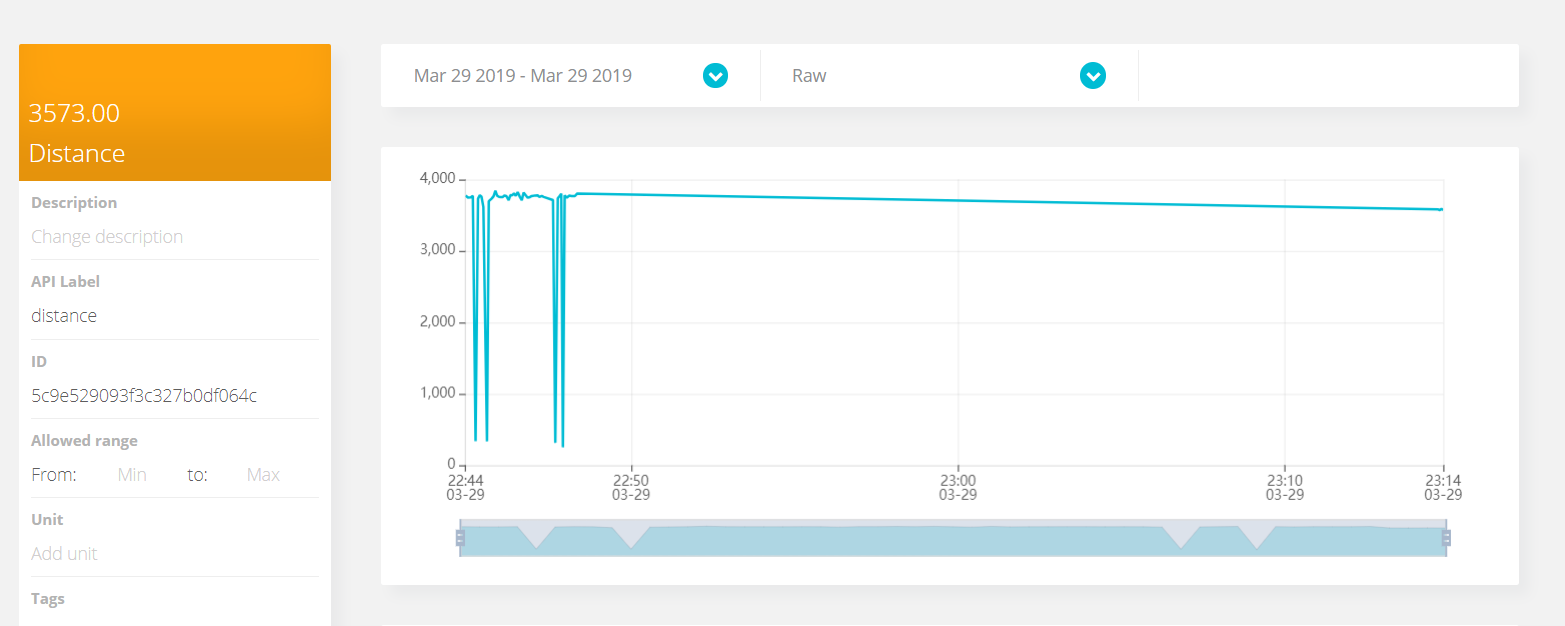 3573.00
Distance
Description
Change description
API Label
distance
ID
5c9e529093f3c327b0df064c
Allowed range
From: Min to: Max
Unit
Add unit
Tags
Mar 29 2019 - Mar 29 2019
Raw
4,000
3,000
2,000
1,000
0
22:44 22:50 23:00 23:10 23:14
03-29 03-29 03-29 03-29 03-29